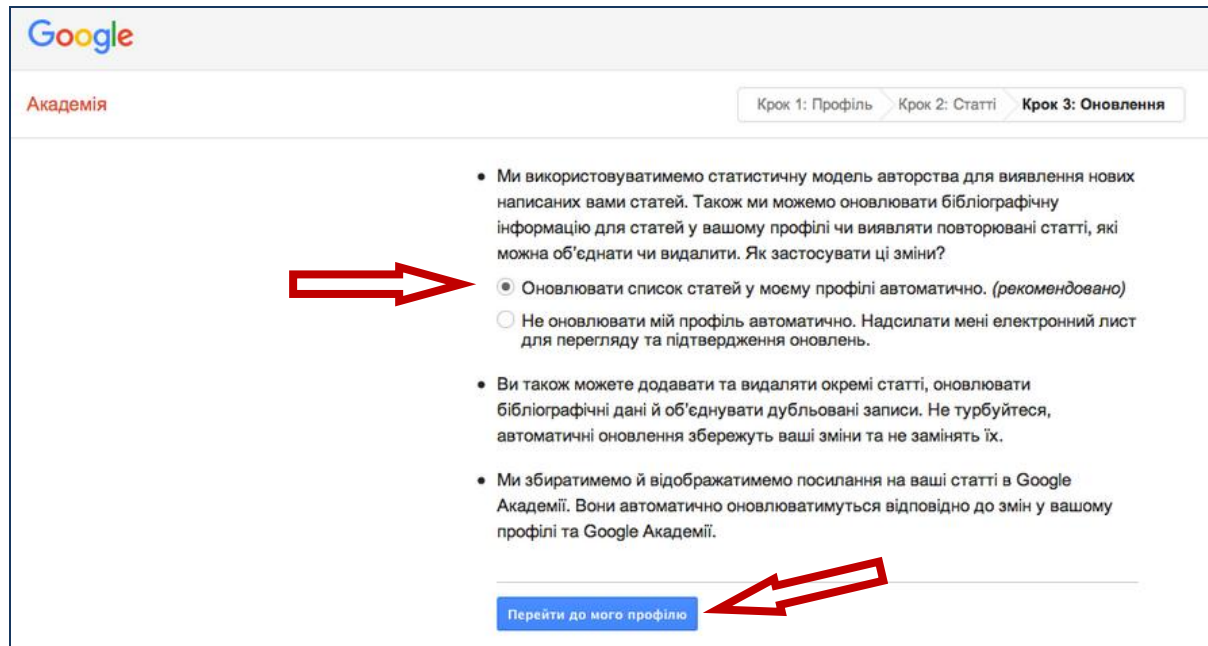 Google
Академія
Крок 1: Профіль Крок 2: Статті Крок 3: Оновлення
• Ми використовуватимемо статистичну модель авторства для виявлення нових
написаних вами статей. Також ми можемо оновлювати бібліографічну
інформацію для статей у вашому профілі чи виявляти повторювані статті, які
можна об’єднати чи видалити. Як застосувати ці зміни?
Оновлювати список статей у моєму профілі автоматично. (рекомендовано)
Не оновлювати мій профіль автоматично. Надсилати мені електронний лист
для перегляду та підтвердження оновлень.
• Ви також можете додавати та видаляти окремі статті, оновлювати
бібліографічні дані й об’єднувати дубльовані записи. Не турбуйтеся,
автоматичні оновлення збережуть ваші зміни та не замінять їх.
• Ми збиратимемо й відображатимемо посилання на ваші статті в Google
Академії. Вони автоматично оновлюватимуться відповідно до змін у вашому
профілі та Google Академії.
Перейти до мого профілю